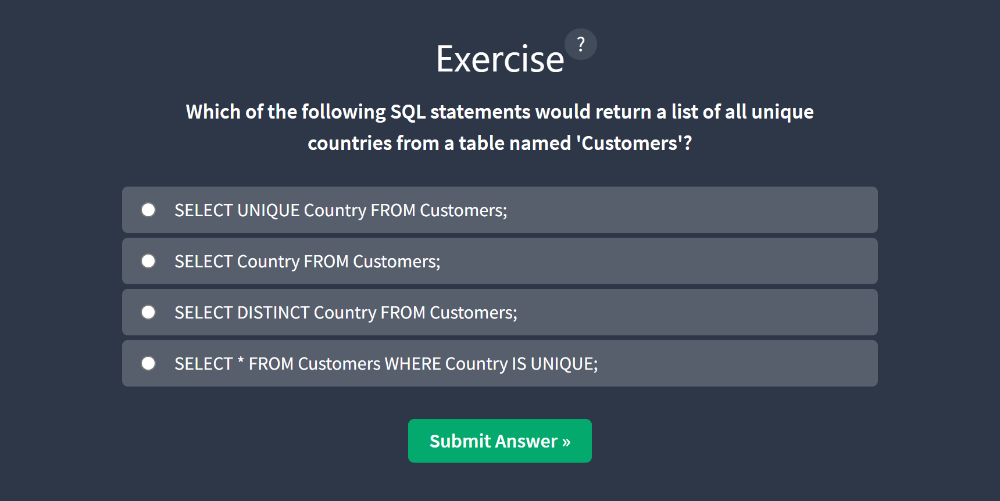 Exercise ?
Which of the following SQL statements would return a list of all unique
countries from a table named 'Customers'?
SELECT UNIQUE Country FROM Customers;
SELECT Country FROM Customers;
SELECT DISTINCT Country FROM Customers;
SELECT * FROM Customers WHERE Country IS UNIQUE;
Submit Answer »